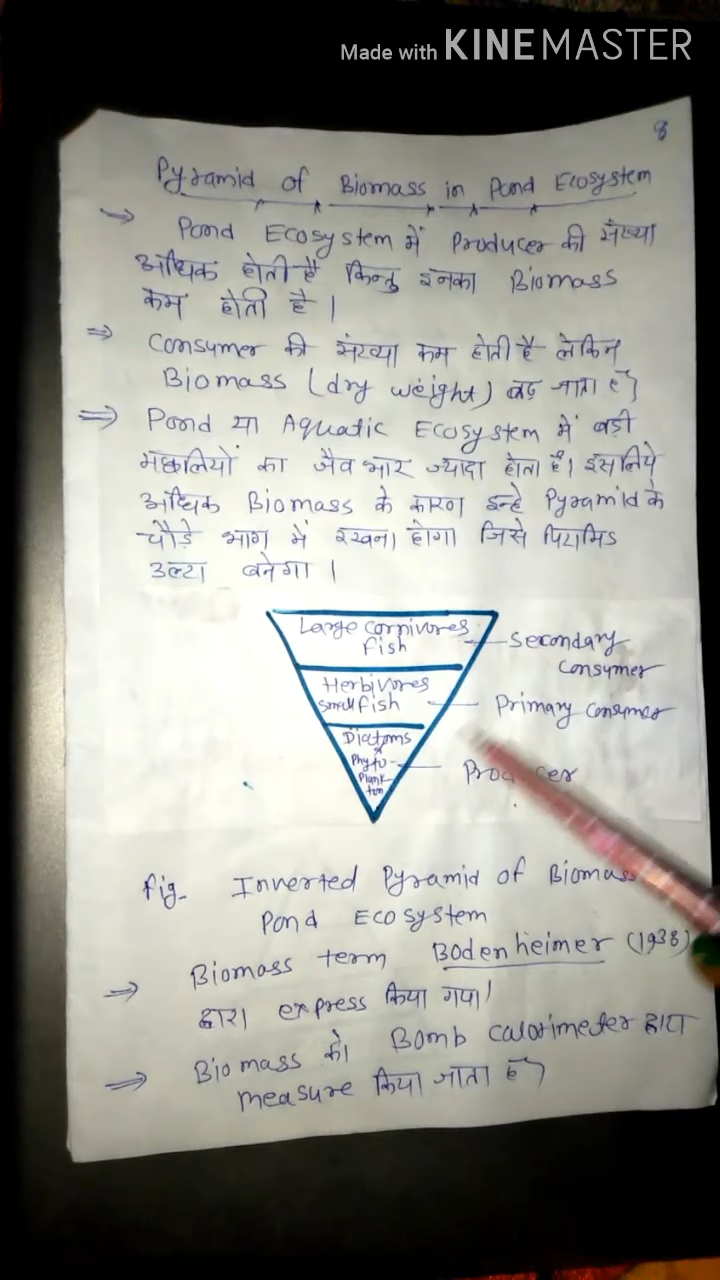 Made with KINEMASTER
8
Pyramid of Biomass in Pond Ecosystem
⇒ Pond Ecosystem में Producer की संख्या
अधिक होती है किन्तु इनका Biomass
कम होती है।
⇒ Consumer की संख्या कम होती है लेकिन
Biomass (dry weight) बढ़ जाता है
⇒ Pond या Aquatic Ecosystem में बड़ी
मछलियों का जैव भार ज्यादा होता है। इसलिये
अधिक Biomass के कारण इन्हे Pyramid के
चौड़े भाग में रखना होगा जिसे पिरामिड
उल्टा बनेगा।
Large cornivores
fish
Secondary
consumer
Herbivores
small fish
Primary consumer
Diatoms
Phyto-
Plank-
ton
Producer
fig- Inverted Pyramid of Biomass
Pond Ecosystem
⇒ Biomass term Bodenheimer (1938)
द्वारा express किया गया।
⇒ Biomass को Bomb calorimeter द्वारा
measure किया जाता है